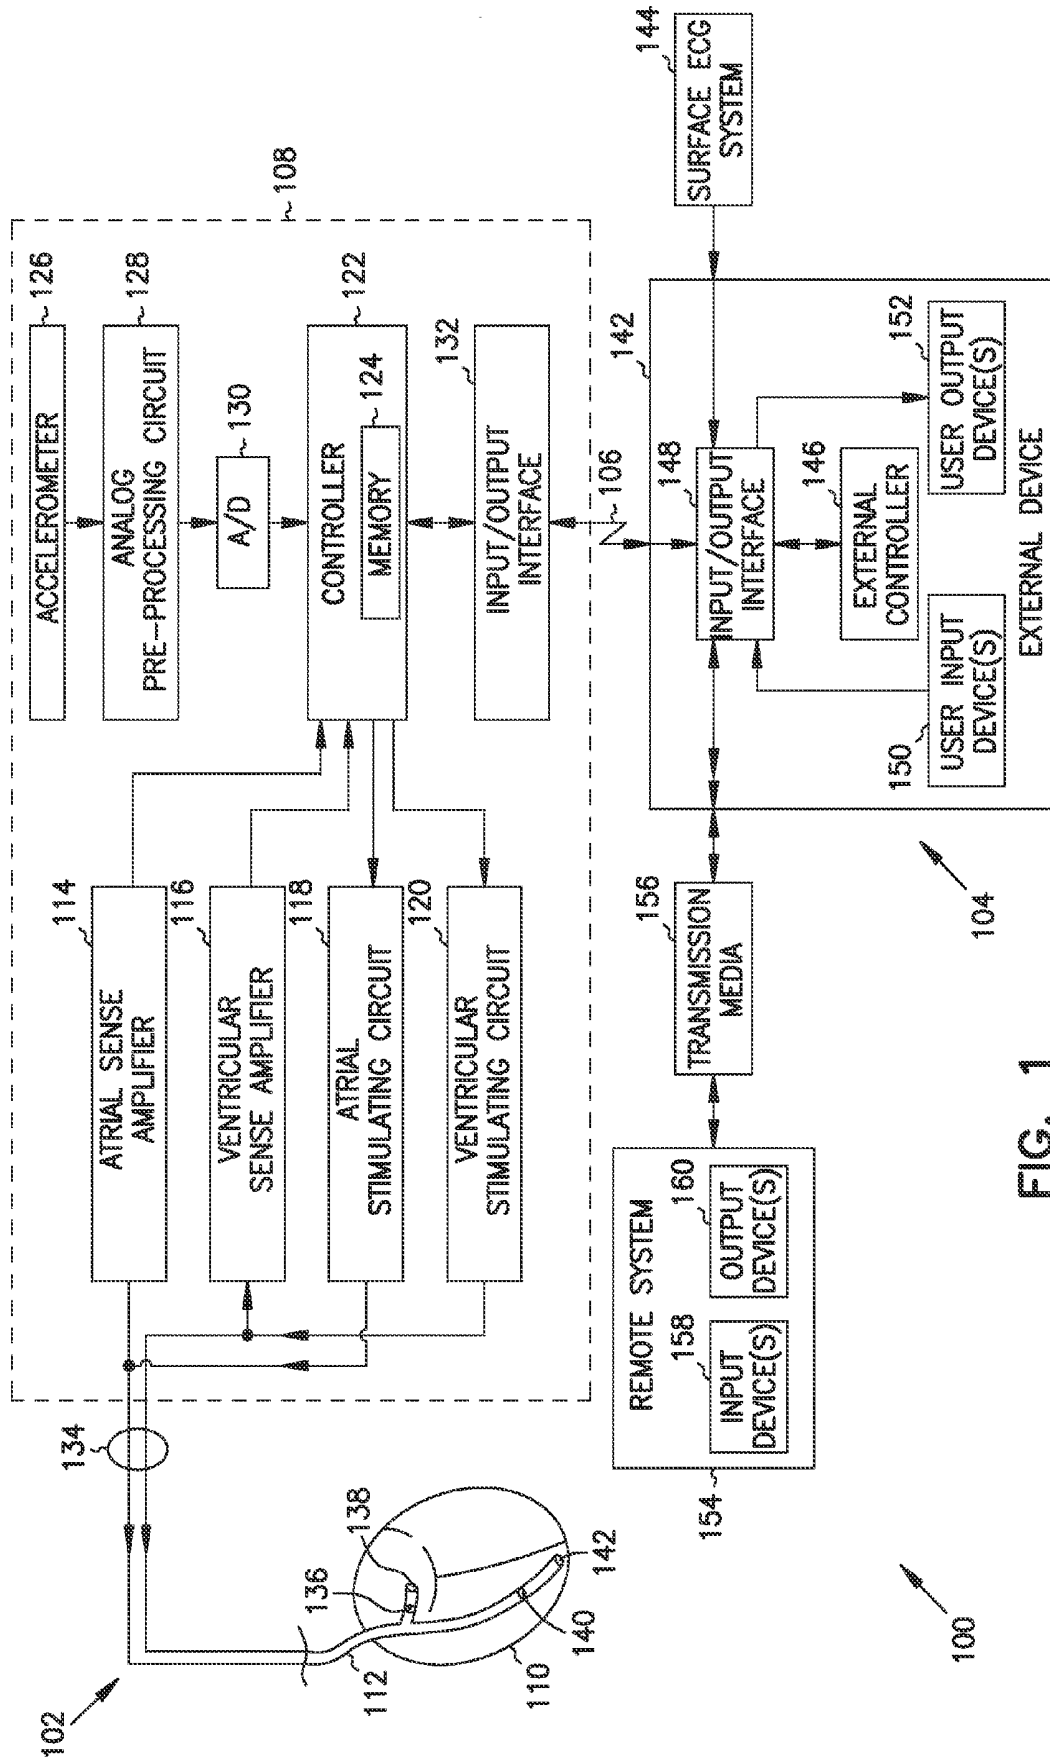 102
134
108
114
ATRIAL SENSE
AMPLIFIER
116
VENTRICULAR
SENSE AMPLIFIER
118
ATRIAL
STIMULATING CIRCUIT
120
VENTRICULAR
STIMULATING CIRCUIT
126
ACCELEROMETER
128
ANALOG
PRE-PROCESSING CIRCUIT
130
A/D
122
CONTROLLER
124
MEMORY
132
INPUT/OUTPUT
INTERFACE
106
112
136
138
110
140
142
154
REMOTE SYSTEM
158
INPUT
DEVICE(S)
160
OUTPUT
DEVICE(S)
156
TRANSMISSION
MEDIA
142
148
INPUT/OUTPUT
INTERFACE
146
EXTERNAL
CONTROLLER
150
USER INPUT
DEVICE(S)
152
USER OUTPUT
DEVICE(S)
EXTERNAL DEVICE
144
SURFACE ECG
SYSTEM
104
100
FIG. 1